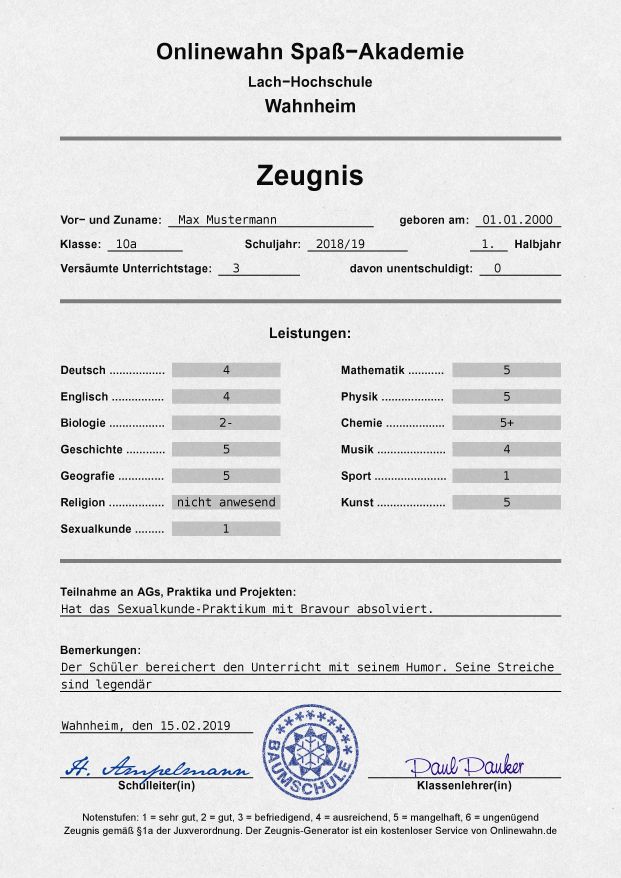 Onlinewahn Spaß-Akademie
Lach-Hochschule
Wahnheim
Zeugnis
Vor- und Zuname: Max Mustermann geboren am: 01.01.2000
Klasse: 10a Schuljahr: 2018/19 1. Halbjahr
Versäumte Unterrichtstage: 3 davon unentschuldigt: 0
Leistungen:
Deutsch ................ 4 Mathematik ........... 5
Englisch ................ 4 Physik ................... 5
Biologie ................. 2- Chemie .................. 5+
Geschichte ............ 5 Musik ..................... 4
Geografie .............. 5 Sport ...................... 1
Religion ................. nicht anwesend Kunst ..................... 5
Sexualkunde ......... 1
Teilnahme an AGs, Praktika und Projekten:
Hat das Sexualkunde-Praktikum mit Bravour absolviert.
Bemerkungen:
Der Schüler bereichert den Unterricht mit seinem Humor. Seine Streiche
sind legendär
Wahnheim, den 15.02.2019
BAUMSCHULE
H. Ampelmann Paul Pauker
Schulleiter(in) Klassenlehrer(in)
Notenstufen: 1 = sehr gut, 2 = gut, 3 = befriedigend, 4 = ausreichend, 5 = mangelhaft, 6 = ungenügend
Zeugnis gemäß §1a der Juxverordnung. Der Zeugnis-Generator ist ein kostenloser Service von Onlinewahn.de